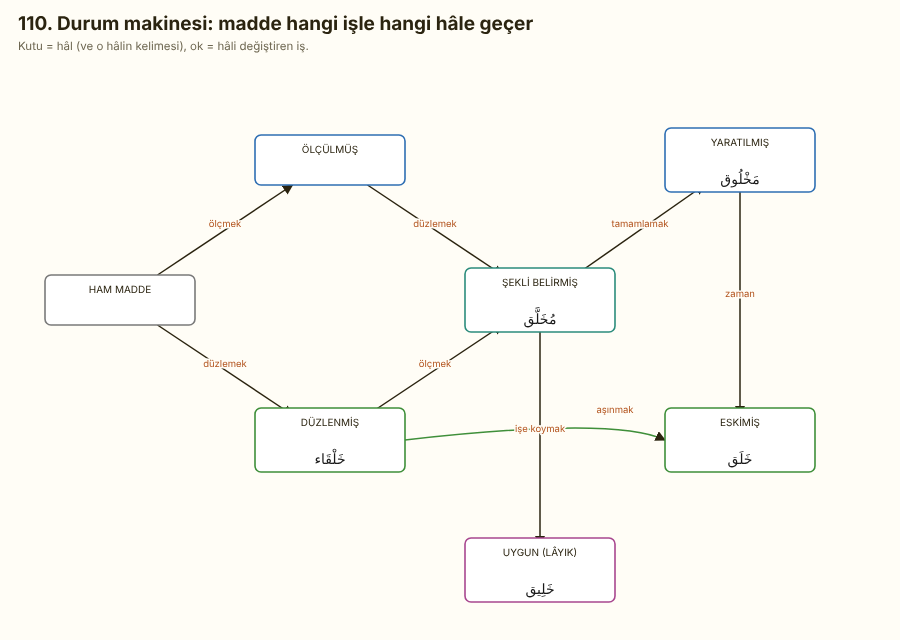 110. Durum makinesi: madde hangi işle hangi hâle geçer
Kutu = hâl (ve o hâlin kelimesi), ok = hâli değiştiren iş.
YARATILMIŞ
مَخْلُوق
ÖLÇÜLMÜŞ
ölçmek
düzlemek
tamamlamak
HAM MADDE
ŞEKLİ BELİRMİŞ
مُخَلَّق
zaman
düzlemek
ölçmek
aşınmak
DÜZLENMİŞ
خَلْقَاء
işe koymak
ESKİMİŞ
خَلَق
UYGUN (LÂYIK)
خَلِيق